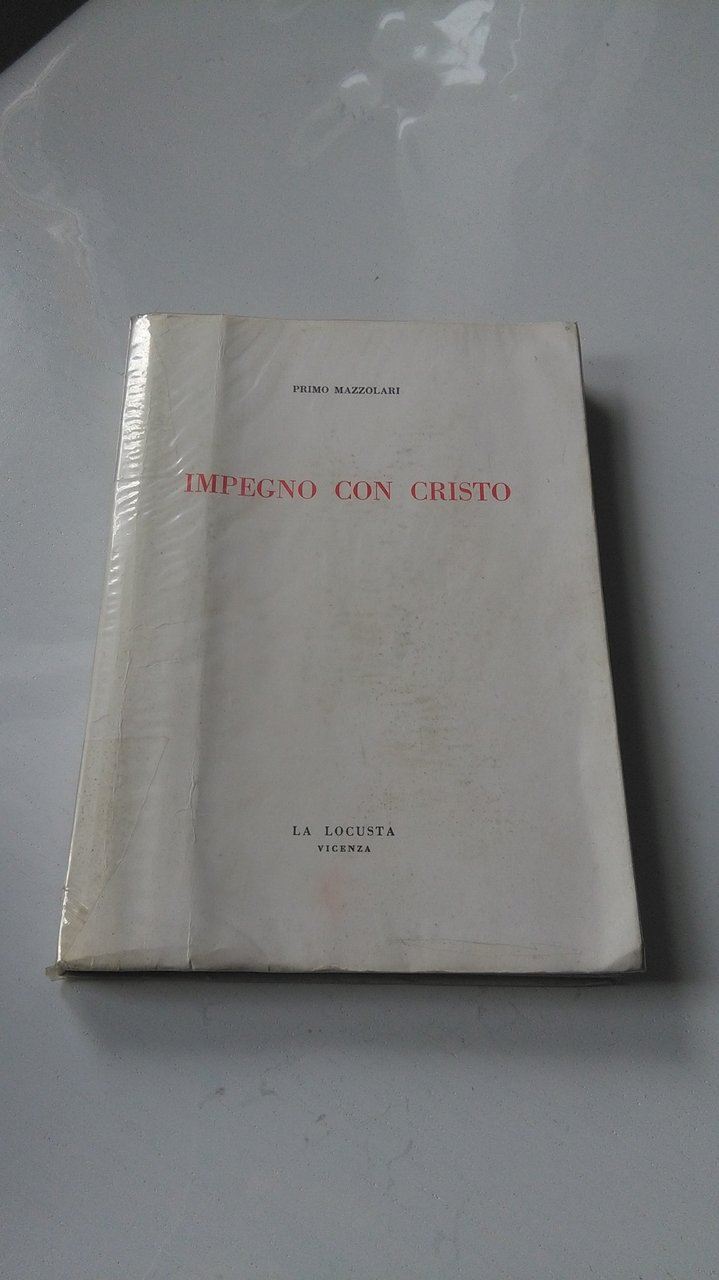 PRIMO MAZZOLARI
IMPEGNO CON CRISTO
LA LOCUSTA
VICENZA